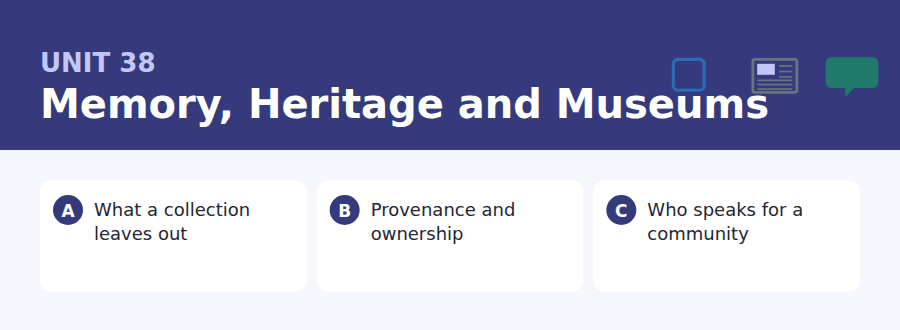 UNIT 38
Memory, Heritage and Museums
A
What a collection
leaves out
B
Provenance and
ownership
C
Who speaks for a
community